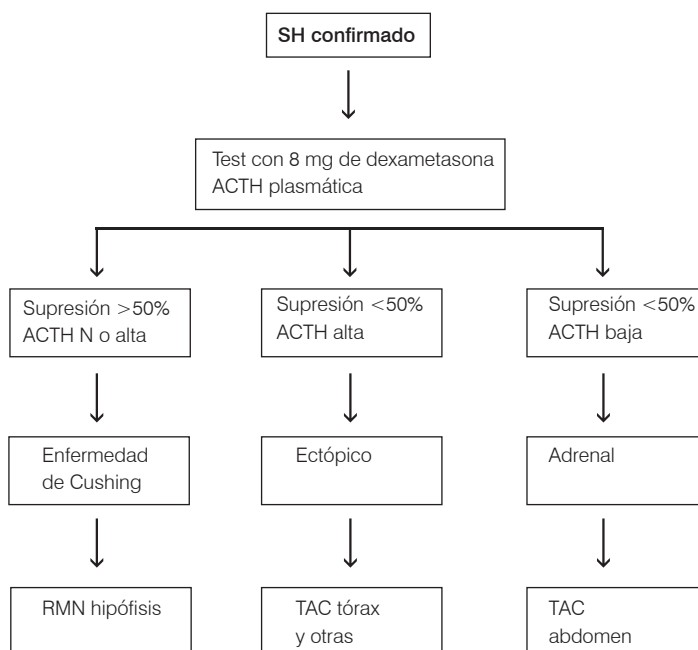 SH confirmado
Test con 8 mg de dexametasona
ACTH plasmática
Supresión >50%
ACTH N o alta
Supresión <50%
ACTH alta
Supresión <50%
ACTH baja
Enfermedad
de Cushing
Ectópico
Adrenal
RMN hipófisis
TAC tórax
y otras
TAC
abdomen